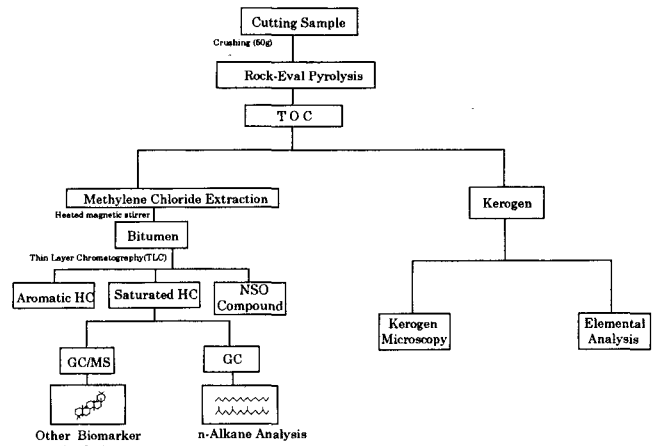 Cutting Sample
Crushing (50g)
Rock-Eval Pyrolysis
T O C
Methylene Chloride Extraction
Kerogen
Heated magnetic stirrer
Bitumen
Thin Layer Chromatography(TLC)
Aromatic HC
Saturated HC
NSO
Compound
Kerogen
Microscopy
Elemental
Analysis
GC/MS
GC
Other Biomarker
n-Alkane Analysis